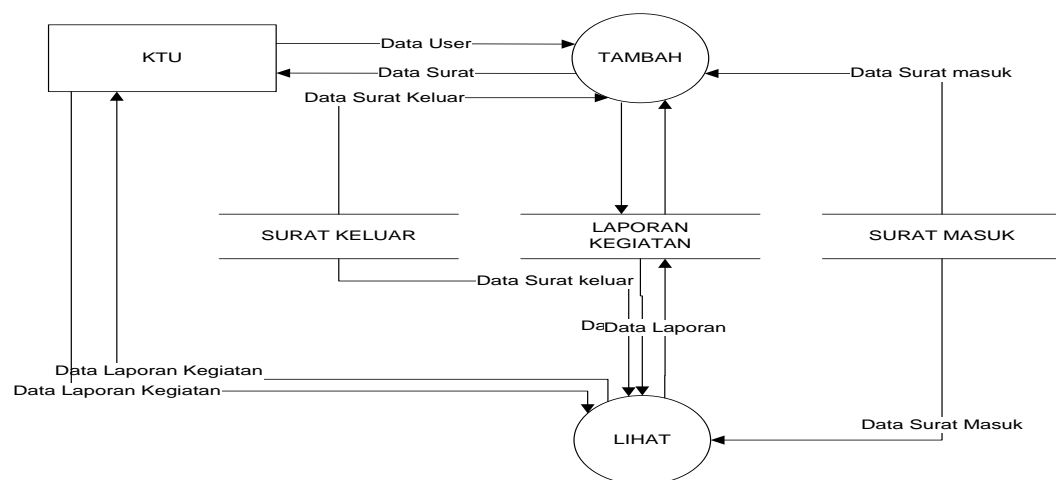 KTU
Data User
TAMBAH
Data Surat
Data Surat masuk
Data Surat Keluar
SURAT KELUAR
LAPORAN
KEGIATAN
SURAT MASUK
Data Surat keluar
Data Laporan
Data Laporan Kegiatan
Data Laporan Kegiatan
Data Surat Masuk
LIHAT